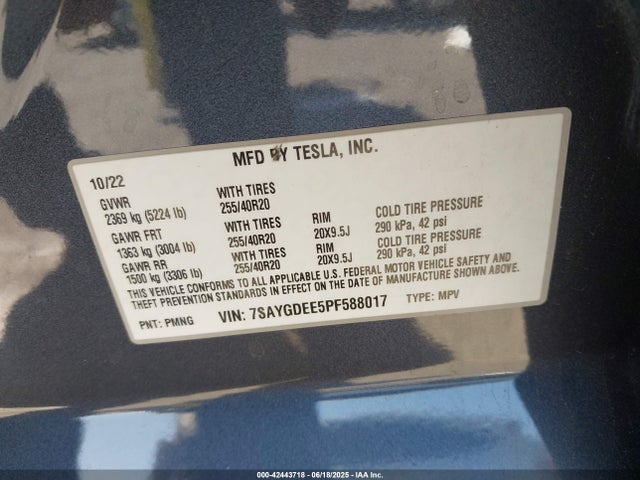 MFD BY TESLA, INC.
10/22
GVWR WITH TIRES
2369 kg (5224 lb) 255/40R20
GAWR FRT WITH TIRES RIM COLD TIRE PRESSURE
1363 kg (3004 lb) 255/40R20 20X9.5J 290 kPa, 42 psi
GAWR RR WITH TIRES RIM COLD TIRE PRESSURE
1500 kg (3306 lb) 255/40R20 20X9.5J 290 kPa, 42 psi
THIS VEHICLE CONFORMS TO ALL APPLICABLE U.S. FEDERAL MOTOR VEHICLE SAFETY AND
THEFT PREVENTION STANDARDS IN EFFECT ON THE DATE OF MANUFACTURE SHOWN ABOVE.
PNT: PMNG VIN: 7SAYGDEE5PF588017 TYPE: MPV
000-42443718 - 06/18/2025 - IAA Inc.